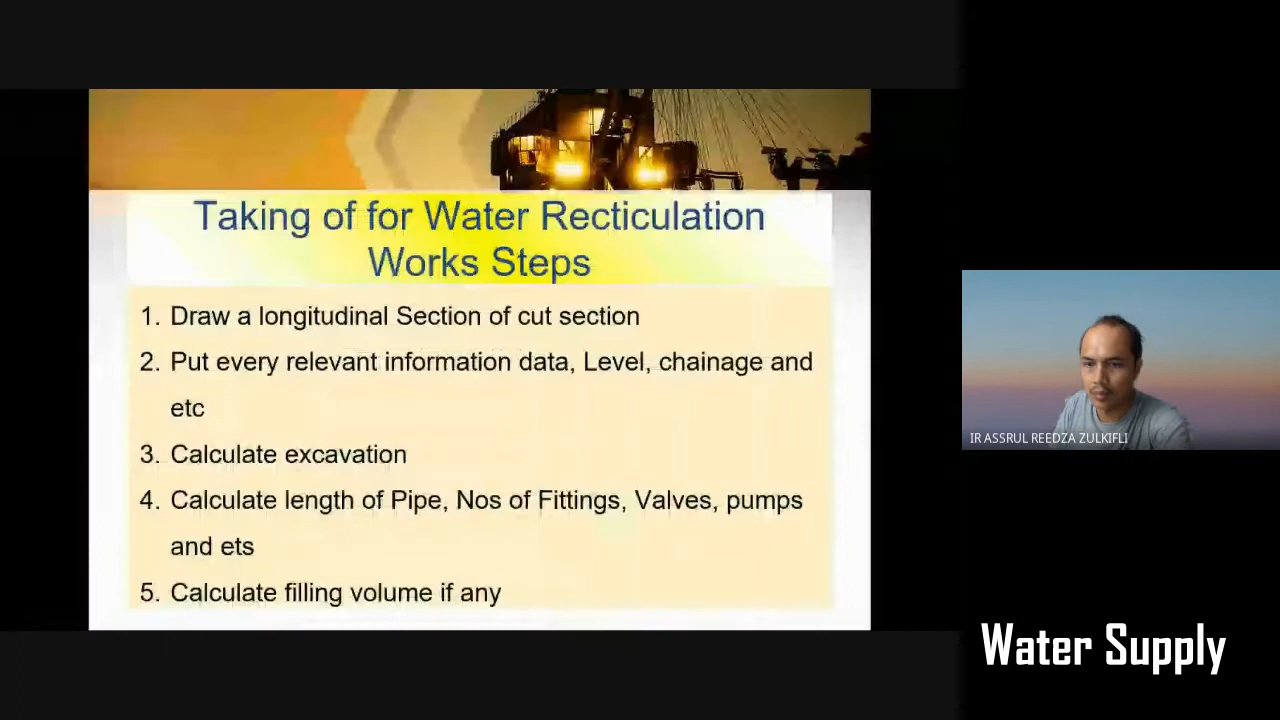 Taking of for Water Recticulation
Works Steps
1. Draw a longitudinal Section of cut section
2. Put every relevant information data, Level, chainage and
etc
3. Calculate excavation
4. Calculate length of Pipe, Nos of Fittings, Valves, pumps
and ets
5. Calculate filling volume if any
IR ASSRUL REEDZA ZULKIFLI
Water Supply